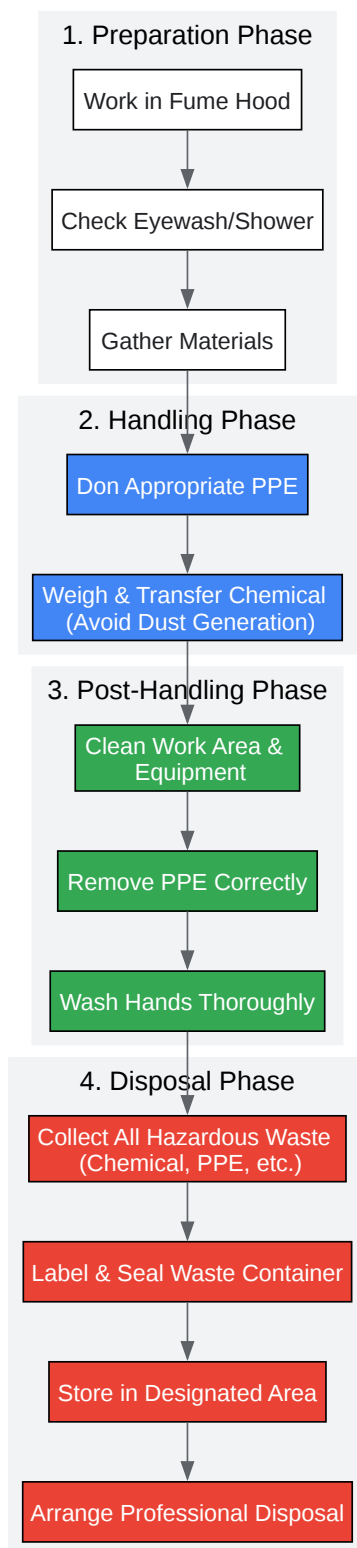 1. Preparation Phase
Work in Fume Hood
Check Eyewash/Shower
Gather Materials
2. Handling Phase
Don Appropriate PPE
Weigh & Transfer Chemical
(Avoid Dust Generation)
3. Post-Handling Phase
Clean Work Area &
Equipment
Remove PPE Correctly
Wash Hands Thoroughly
4. Disposal Phase
Collect All Hazardous Waste
(Chemical, PPE, etc.)
Label & Seal Waste Container
Store in Designated Area
Arrange Professional Disposal